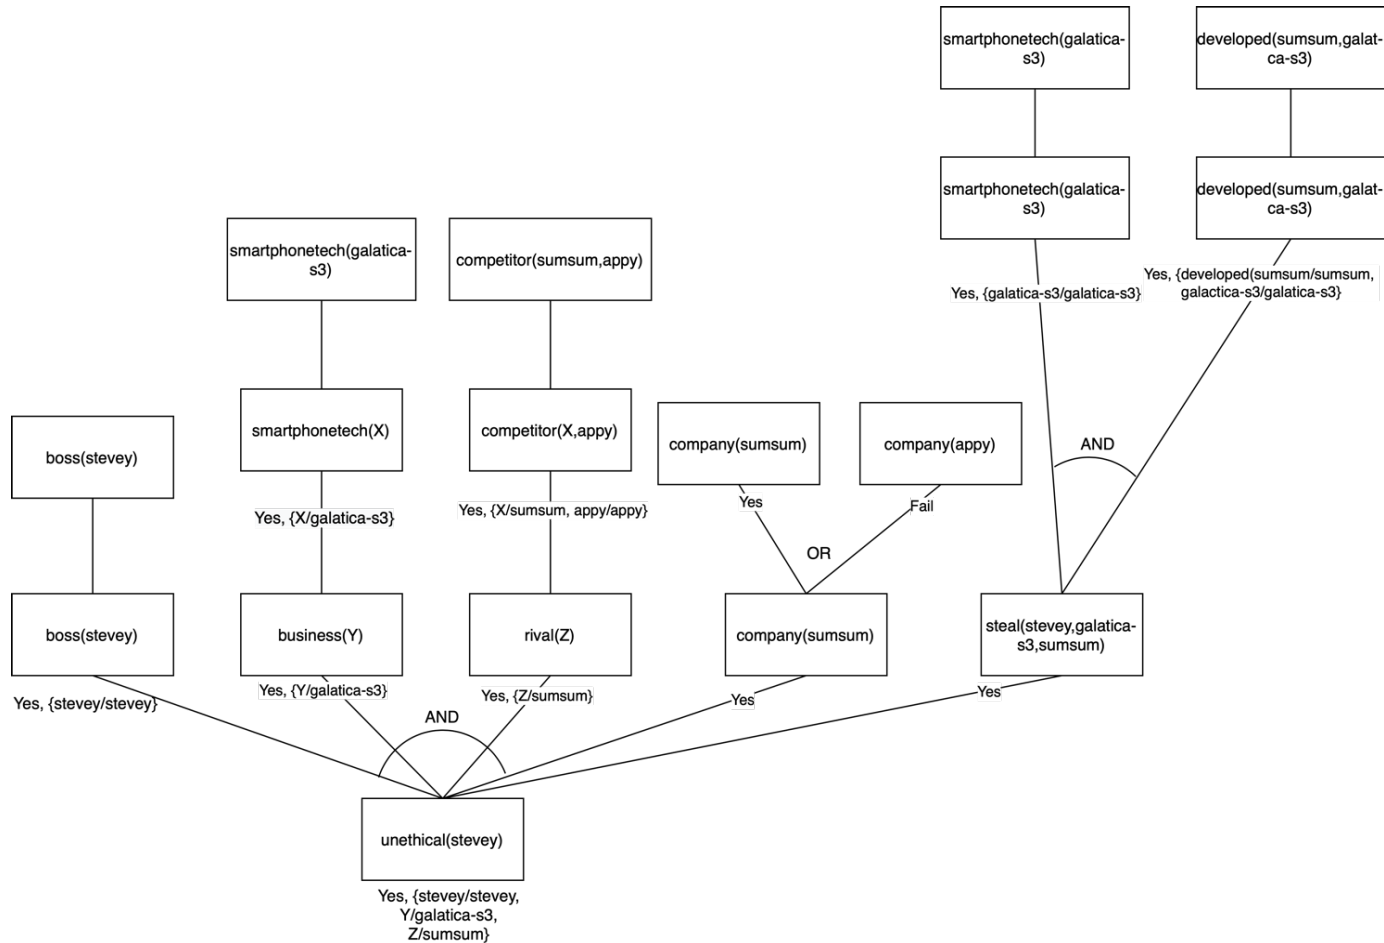 smartphonetech(galatica-
s3)
developed(sumsum,galat-
ca-s3)
smartphonetech(galatica-
s3)
developed(sumsum,galat-
ca-s3)
smartphonetech(galatica-
s3)
competitor(sumsum,appy)
Yes, {galatica-s3/galatica-s3}
Yes, {developed(sumsum/sumsum,
galactica-s3/galatica-s3}
boss(stevey)
smartphonetech(X)
competitor(X,appy)
company(sumsum)
company(appy)
AND
Yes, {X/galatica-s3}
Yes, {X/sumsum, appy/appy}
Yes
Fail
OR
boss(stevey)
business(Y)
rival(Z)
company(sumsum)
steal(stevey,galatica-
s3,sumsum)
Yes, {stevey/stevey}
Yes, {Y/galatica-s3}
Yes, {Z/sumsum}
Yes
Yes
AND
unethical(stevey)
Yes, {stevey/stevey,
Y/galatica-s3,
Z/sumsum}